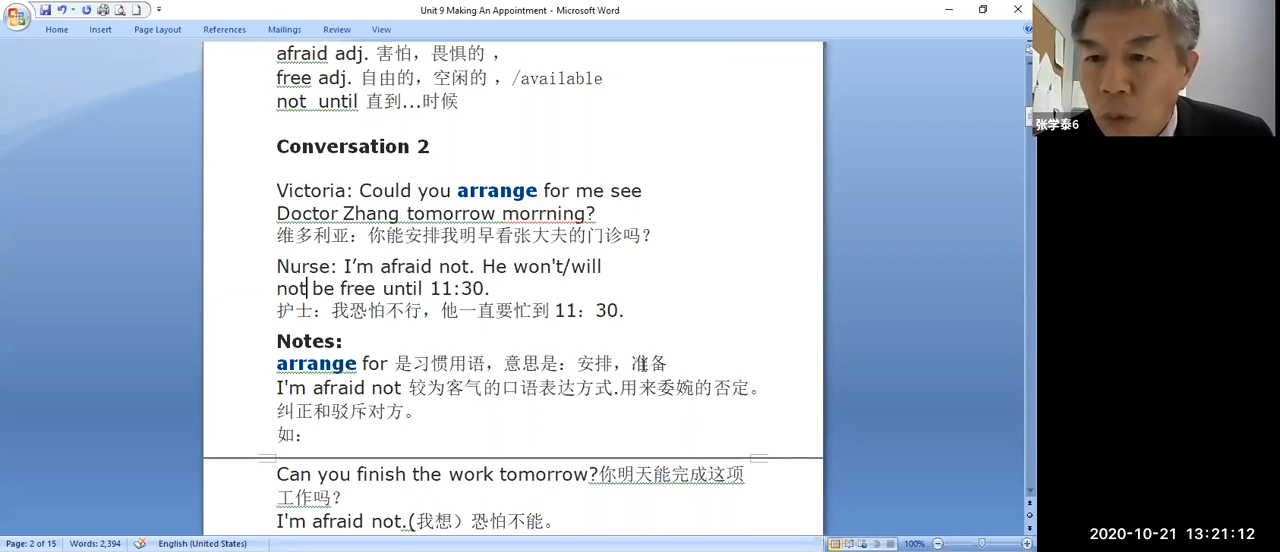 Unit 9 Making An Appointment - Microsoft Word
Home Insert Page Layout References Mailings Review View
afraid adj. 害怕，畏惧的 ，
free adj. 自由的，空闲的 ，/available
not until 直到…时候
Conversation 2
Victoria: Could you arrange for me see
Doctor Zhang tomorrow morrning?
维多利亚：你能安排我明早看张大夫的门诊吗？
Nurse: I’m afraid not. He won't/will
not be free until 11:30.
护士：我恐怕不行，他一直要忙到 11：30.
Notes:
arrange for 是习惯用语，意思是：安排，准备
I'm afraid not 较为客气的口语表达方式.用来委婉的否定。
纠正和驳斥对方。
如：
Can you finish the work tomorrow?你明天能完成这项
工作吗？
I'm afraid not.(我想）恐怕不能。
张学泰6
Page: 2 of 15 Words: 2,394 English (United States) 100%
2020-10-21 13:21:12